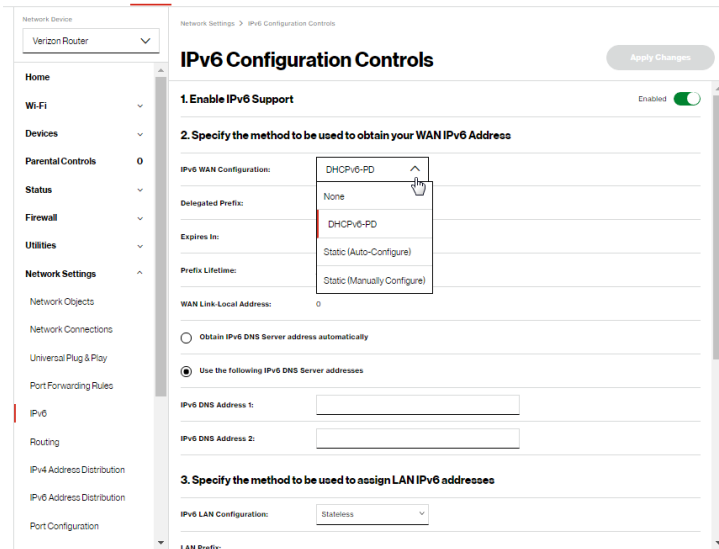 Network Device
Verizon Router
Home
Wi-Fi
Devices
Parental Controls 0
Status
Firewall
Utilities
Network Settings
Network Objects
Network Connections
Universal Plug & Play
Port Forwarding Rules
IPv6
Routing
IPv4 Address Distribution
IPv6 Address Distribution
Port Configuration
Network Settings > IPv6 Configuration Controls
IPv6 Configuration Controls
Apply Changes
1. Enable IPv6 Support
Enabled
2. Specify the method to be used to obtain your WAN IPv6 Address
IPv6 WAN Configuration: DHCPv6-PD
None
DHCPv6-PD
Static (Auto-Configure)
Static (Manually Configure)
Delegated Prefix:
Expires In:
Prefix Lifetime:
WAN Link-Local Address: 0
Obtain IPv6 DNS Server address automatically
Use the following IPv6 DNS Server addresses
IPv6 DNS Address 1:
IPv6 DNS Address 2:
3. Specify the method to be used to assign LAN IPv6 addresses
IPv6 LAN Configuration: Stateless
LAN Prefix: